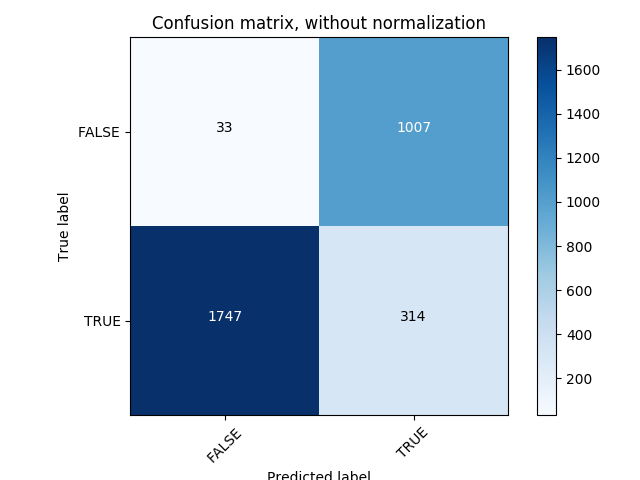 Confusion matrix, without normalization
True label
FALSE
33
1007
TRUE
1747
314
FALSE
TRUE
Predicted label
1600
1400
1200
1000
800
600
400
200